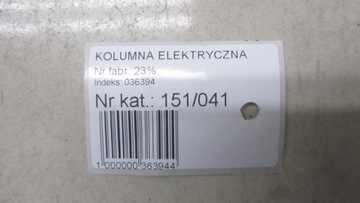 KOLUMNA ELEKTRYCZNA
Nr fabr. 23%
Indeks: 036394
Nr kat.: 151/041
1 000000 363944